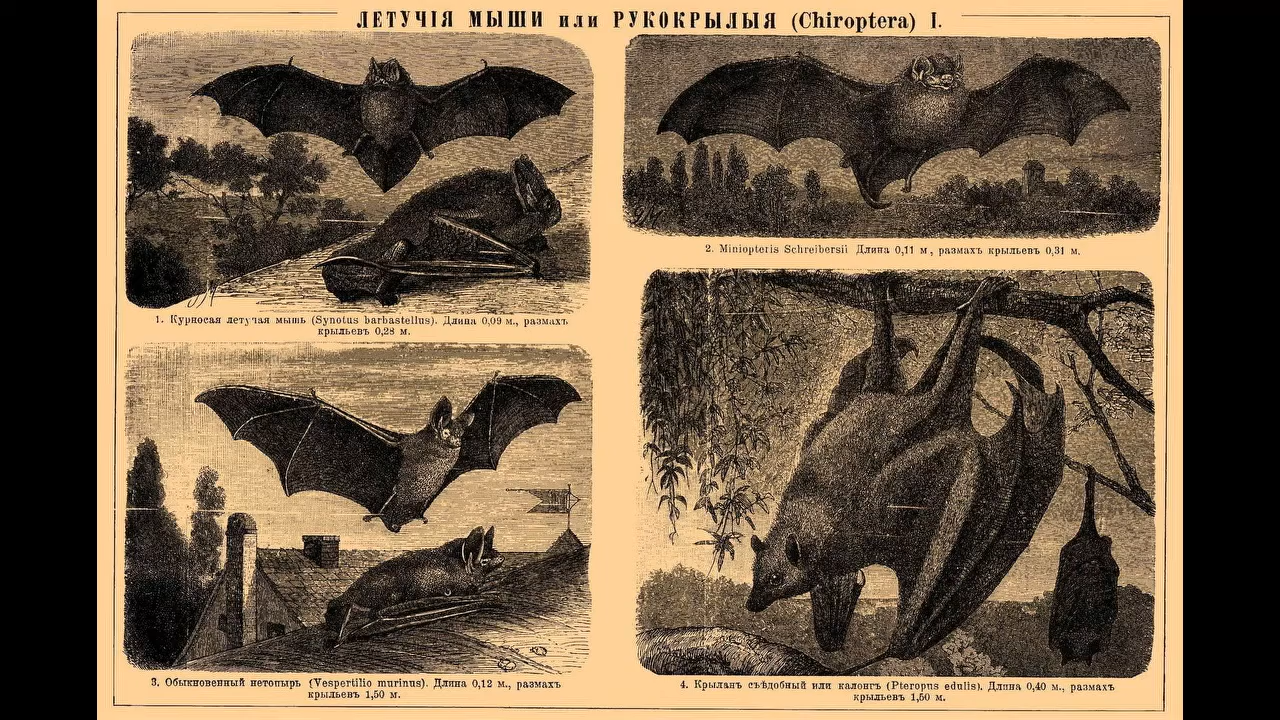 ЛЕТУЧІЯ МЫШИ или РУКОКРЫЛЫЯ (Chiroptera) I.
1. Курносая летучая мышь (Synotus barbastellus). Длина 0,09 м., размахъ
крыльевъ 0,28 м.
2. Miniopteris Schreibersii Длина 0,11 м., размахъ крыльевъ 0,31 м.
3. Обыкновенный нетопырь (Vespertilio murinus). Длина 0,12 м., размахъ
крыльевъ 1,50 м.
4. Крыланъ съѣдобный или калонгъ (Pteropus edulis). Длина 0,40 м., размахъ
крыльевъ 1,50 м.